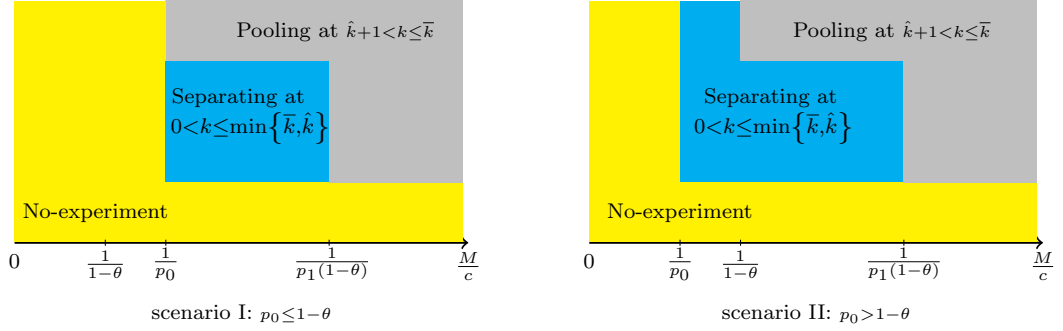 Pooling at k̂+1<k≤k̅
Separating at
0<k≤min{k̅,k̂}
No-experiment
0
1/(1−θ)
1/p₀
1/(p₁(1−θ))
M/c
scenario I: p₀≤1−θ
Pooling at k̂+1<k≤k̅
Separating at
0<k≤min{k̅,k̂}
No-experiment
0
1/p₀
1/(1−θ)
1/(p₁(1−θ))
M/c
scenario II: p₀>1−θ